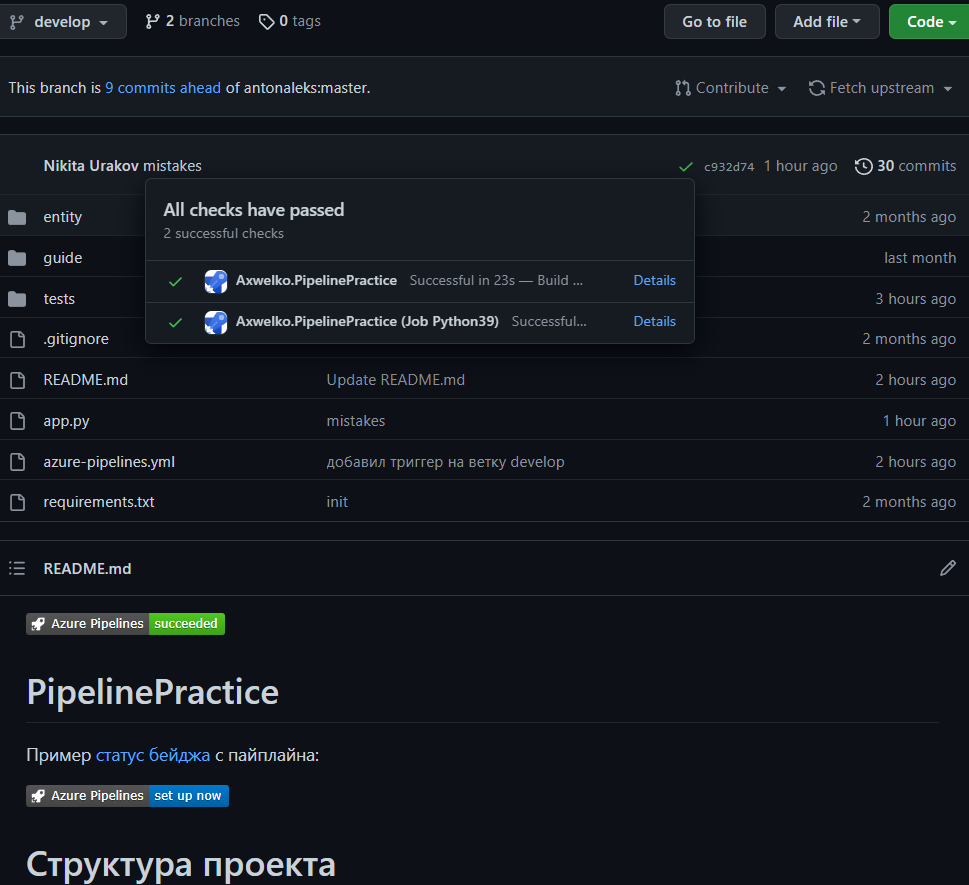 develop 2 branches 0 tags Go to file Add file Code
This branch is 9 commits ahead of antonaleks:master. Contribute Fetch upstream
Nikita Urakov mistakes c932d74 1 hour ago 30 commits
All checks have passed
2 successful checks
entity 2 months ago
guide last month
Axwelko.PipelinePractice Successful in 23s — Build ... Details
tests 3 hours ago
Axwelko.PipelinePractice (Job Python39) Successful... Details
.gitignore 2 months ago
README.md Update README.md 2 hours ago
app.py mistakes 1 hour ago
azure-pipelines.yml добавил триггер на ветку develop 2 hours ago
requirements.txt init 2 months ago
README.md
Azure Pipelines succeeded
PipelinePractice
Пример статус бейджа с пайплайна:
Azure Pipelines set up now
Структура проекта